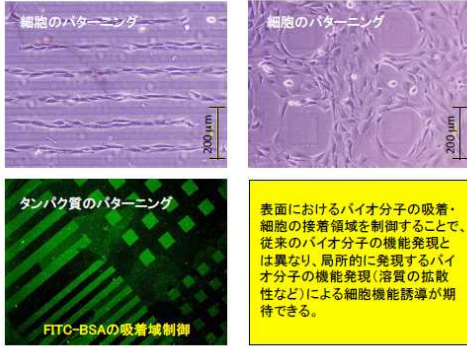 細胞のパターニング
細胞のパターニング
200 μm
200 μm
タンパク質のパターニング
FITC-BSAの吸着域制御
表面におけるバイオ分子の吸着・
細胞の接着領域を制御することで、
従来のバイオ分子の機能発現と
は異なり、局所的に発現するバイ
オ分子の機能発現(溶質の拡散
性など)による細胞機能誘導が期
待できる。